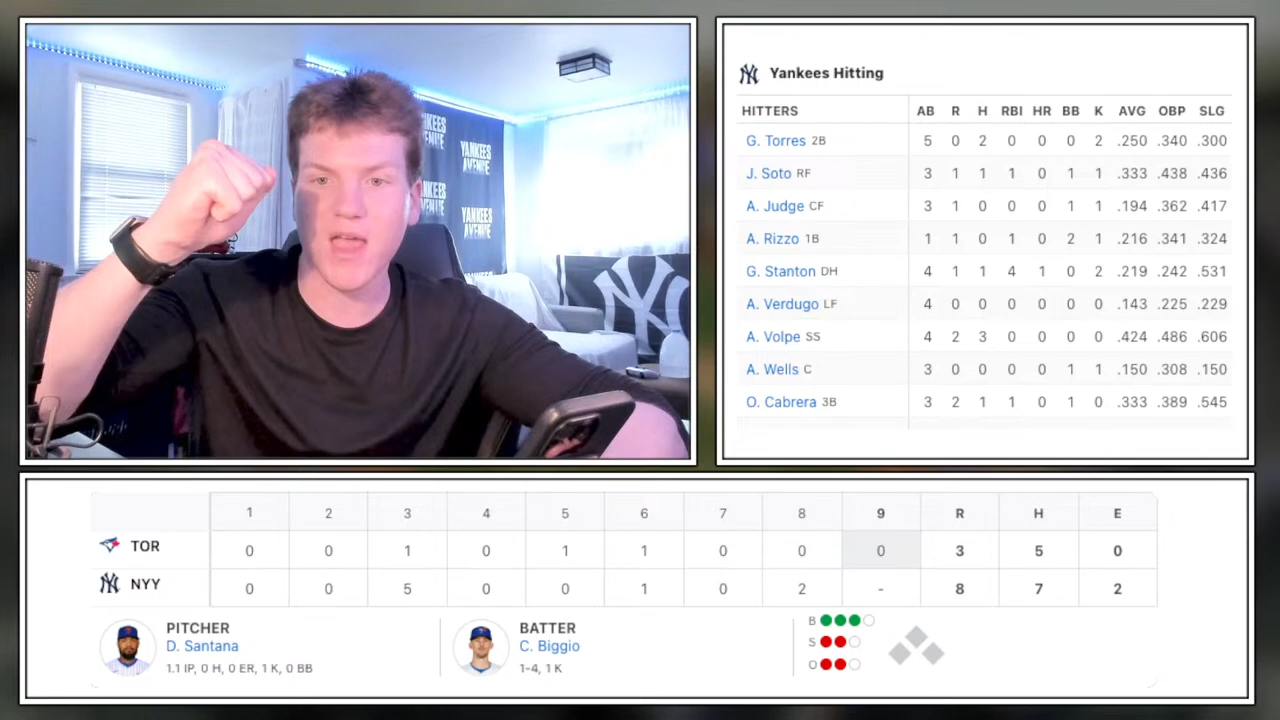 YANKEES
AVENUE
YANKEES
AVENUE
YANKEES
AVENUE
Yankees Hitting
HITTERS AB H RBI HR BB K AVG OBP SLG
G. Torres 2B 5 1 2 0 0 0 2 .250 .340 .300
J. Soto RF 3 1 1 1 0 1 1 .333 .438 .436
A. Judge CF 3 1 0 0 0 1 1 .194 .362 .417
A. Rizzo 1B 1 1 0 1 0 2 1 .216 .341 .324
G. Stanton DH 4 1 1 4 1 0 2 .219 .242 .531
A. Verdugo LF 4 0 0 0 0 0 0 .143 .225 .229
A. Volpe SS 4 2 3 0 0 0 0 .424 .486 .606
A. Wells C 3 0 0 0 0 1 1 .150 .308 .150
O. Cabrera 3B 3 2 1 1 0 1 0 .333 .389 .545
1 2 3 4 5 6 7 8 9 R H E
TOR 0 0 1 0 1 1 0 0 0 3 5 0
NYY 0 0 5 0 0 1 0 2 - 8 7 2
PITCHER
D. Santana
1.1 IP, 0 H, 0 ER, 1 K, 0 BB
BATTER
C. Biggio
1-4, 1 K
B
S
O